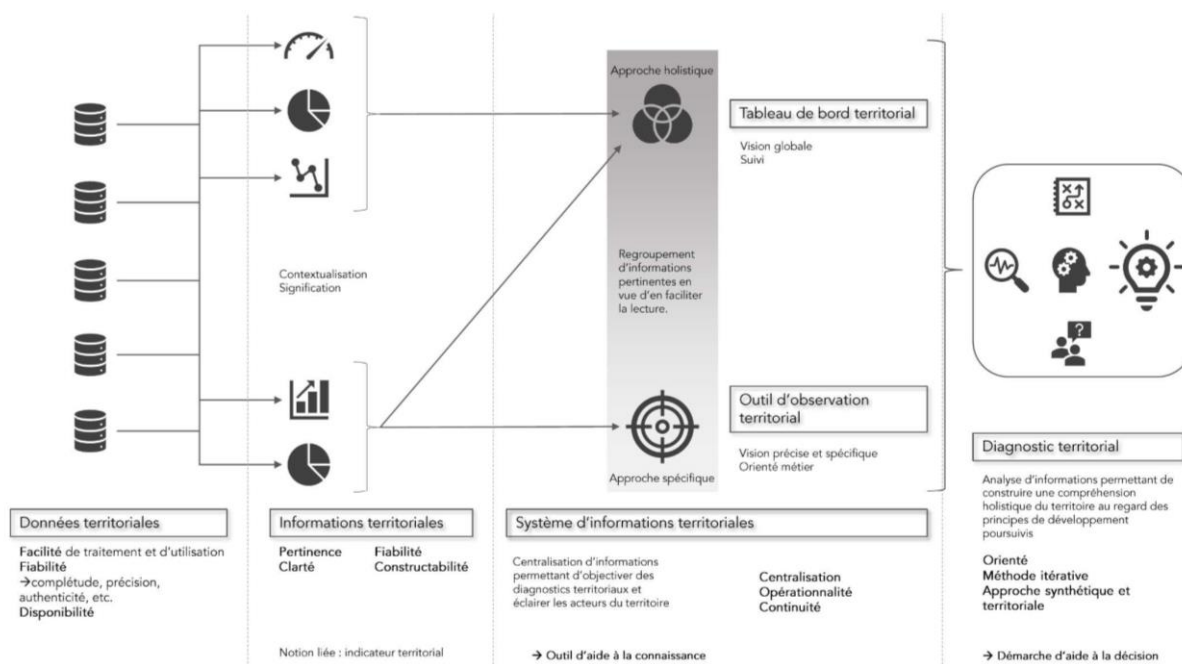 Approche holistique
Tableau de bord territorial
Vision globale
Suivi
Contextualisation
Signification
Regroupement
d'informations
pertinentes en
vue d'en faciliter
la lecture.
?
Outil d'observation
territorial
Vision précise et spécifique
Orienté métier
Approche spécifique
Données territoriales
Facilité de traitement et d'utilisation
Fiabilité
→complétude, précision,
authenticité, etc.
Disponibilité
Informations territoriales
Pertinence Fiabilité
Clarté Constructabilité
Notion liée : indicateur territorial
Système d'informations territoriales
Centralisation d'informations
permettant d'objectiver des
diagnostics territoriaux et
éclairer les acteurs du territoire
Centralisation
Opérationnalité
Continuité
→ Outil d'aide à la connaissance
Diagnostic territorial
Analyse d'informations permettant de
construire une compréhension
holistique du territoire au regard des
principes de développement
poursuivis
Orienté
Méthode itérative
Approche synthétique et
territoriale
→ Démarche d'aide à la décision